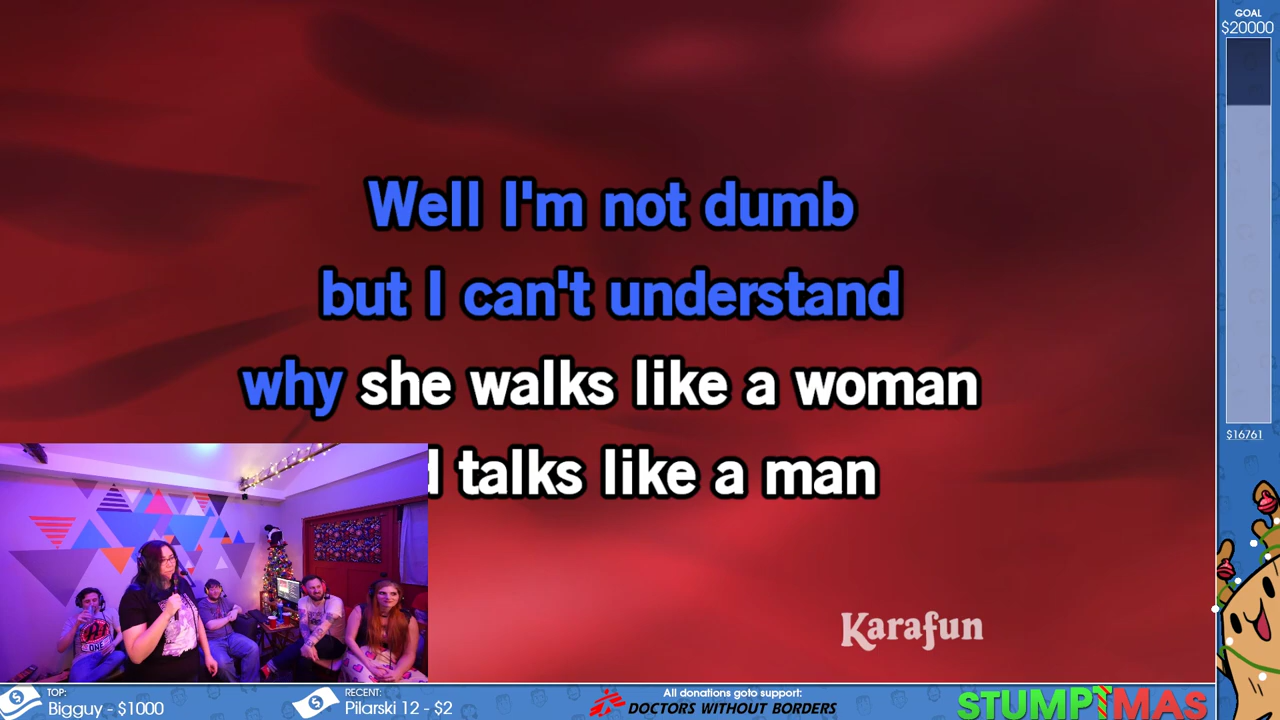 GOAL
$20000
Well I'm not dumb
but I can't understand
why she walks like a woman
talks like a man
$16761
Karafun
TOP:
Bigguy - $1000
RECENT:
Pilarski 12 - $2
All donations goto support:
DOCTORS WITHOUT BORDERS
STUMPTMAS